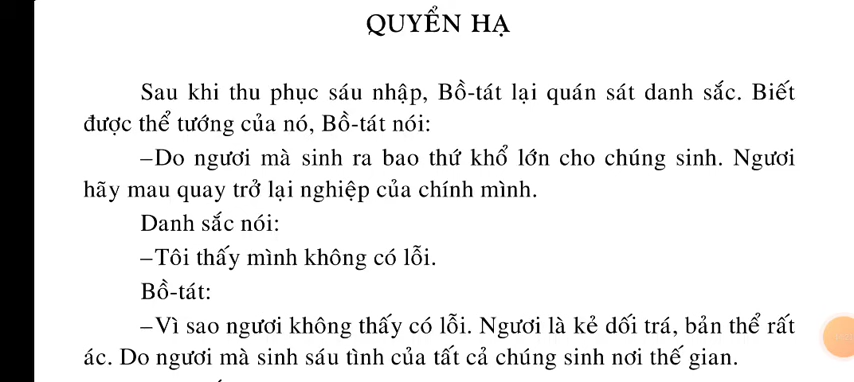 QUYỂN HẠ
Sau khi thu phục sáu nhập, Bồ-tát lại quán sát danh sắc. Biết
được thể tướng của nó, Bồ-tát nói:
–Do ngươi mà sinh ra bao thứ khổ lớn cho chúng sinh. Ngươi
hãy mau quay trở lại nghiệp của chính mình.
Danh sắc nói:
–Tôi thấy mình không có lỗi.
Bồ-tát:
–Vì sao ngươi không thấy có lỗi. Ngươi là kẻ dối trá, bản thể rất
ác. Do ngươi mà sinh sáu tình của tất cả chúng sinh nơi thế gian.